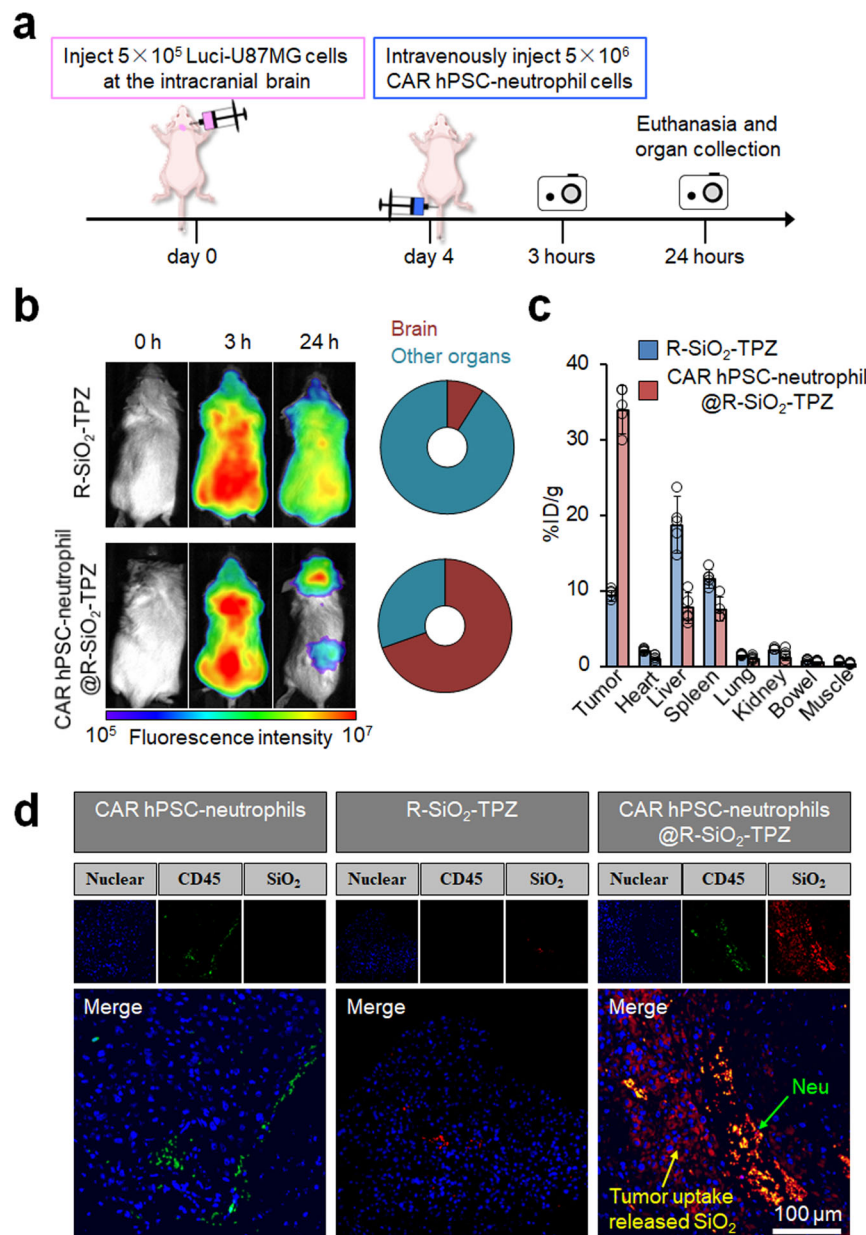 a
Inject 5×10⁵ Luci-U87MG cells
at the intracranial brain
Intravenously inject 5×10⁶
CAR hPSC-neutrophil cells
Euthanasia and
organ collection
day 0
day 4
3 hours
24 hours
b
0 h
3 h
24 h
R-SiO₂-TPZ
CAR hPSC-neutrophil
@R-SiO₂-TPZ
10⁵
Fluorescence intensity
10⁷
Brain
Other organs
c
R-SiO₂-TPZ
CAR hPSC-neutrophil
@R-SiO₂-TPZ
%ID/g
40
30
20
10
0
Tumor
Heart
Liver
Spleen
Lung
Kidney
Bowel
Muscle
d
CAR hPSC-neutrophils
R-SiO₂-TPZ
CAR hPSC-neutrophils
@R-SiO₂-TPZ
Nuclear
CD45
SiO₂
Nuclear
CD45
SiO₂
Nuclear
CD45
SiO₂
Merge
Merge
Merge
Neu
Tumor uptake
released SiO₂
100 µm